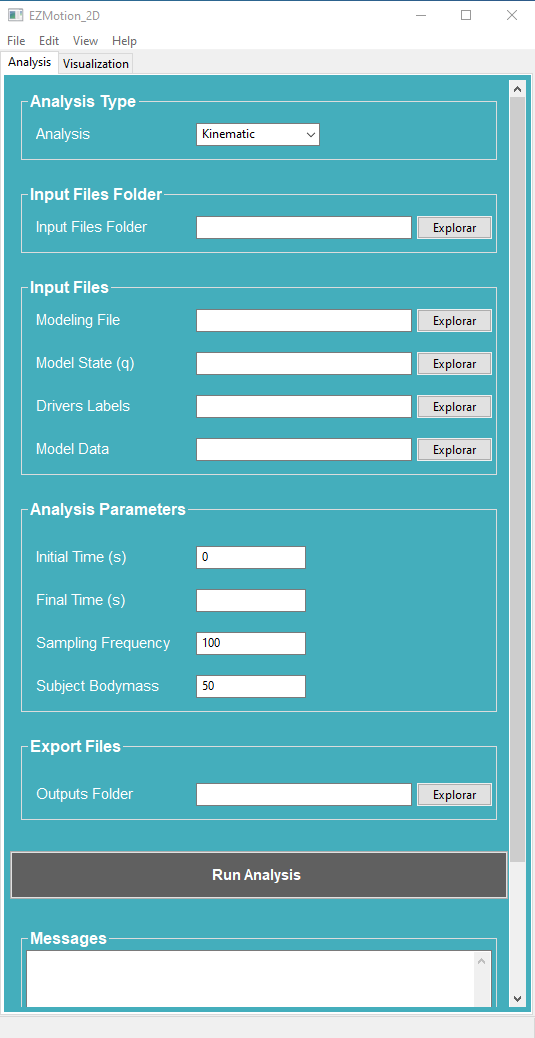 EZMotion_2D
File Edit View Help
Analysis Visualization
Analysis Type
Analysis Kinematic
Input Files Folder
Input Files Folder Explorar
Input Files
Modeling File Explorar
Model State (q) Explorar
Drivers Labels Explorar
Model Data Explorar
Analysis Parameters
Initial Time (s) 0
Final Time (s)
Sampling Frequency 100
Subject Bodymass 50
Export Files
Outputs Folder Explorar
Run Analysis
Messages